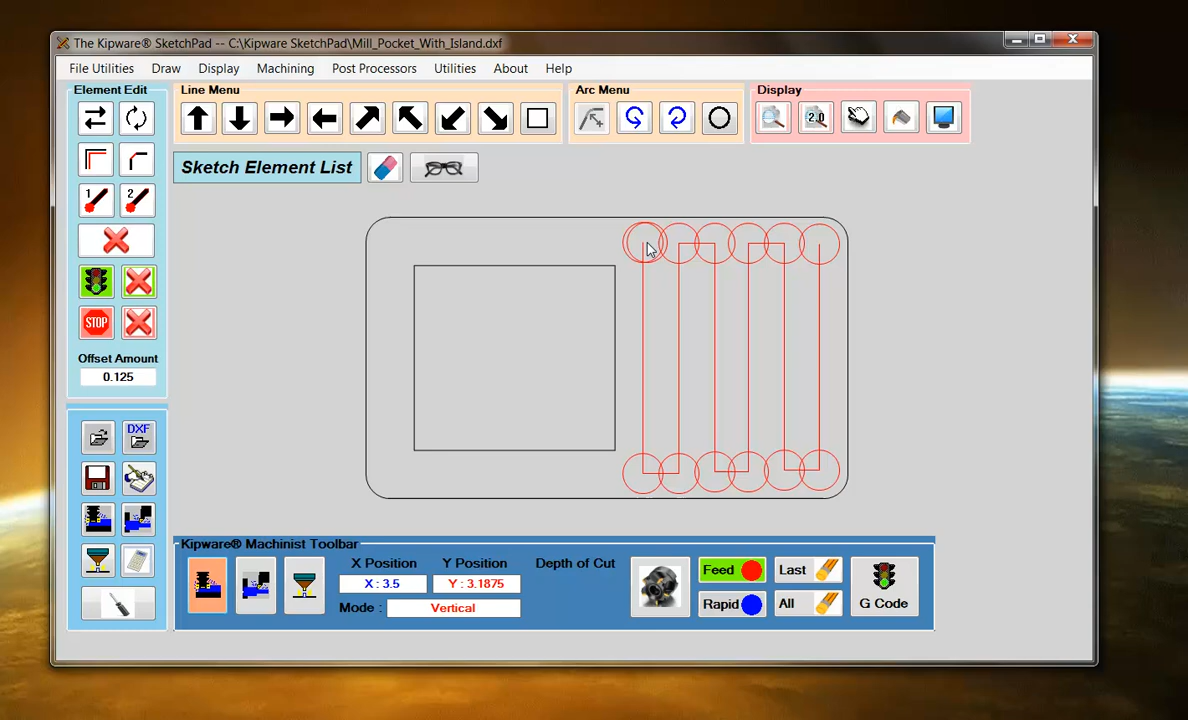 The Kipware® SketchPad -- C:\Kipware SketchPad\Mill_Pocket_With_Island.dxf
File Utilities Draw Display Machining Post Processors Utilities About Help
Element Edit Line Menu Arc Menu Display
2.0
Sketch Element List
1 2
STOP
Offset Amount
0.125
DXF
Kipware® Machinist Toolbar
X Position Y Position Depth of Cut
X : 3.5 Y : 3.1875
Mode : Vertical
Feed Last
Rapid All
G Code